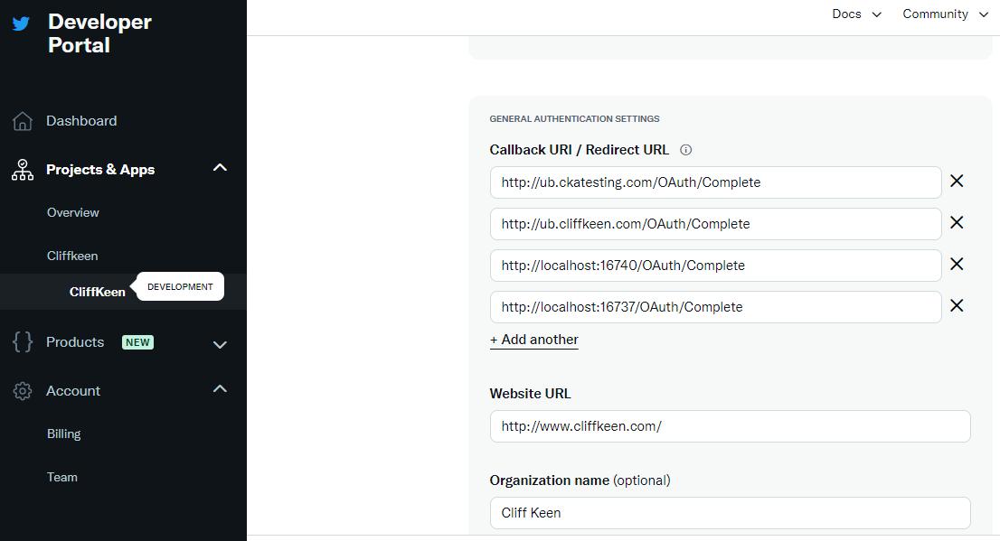 Developer
Portal
Docs
Community
Dashboard
Projects & Apps
Overview
Cliffkeen
CliffKeen
DEVELOPMENT
Products
NEW
Account
Billing
Team
GENERAL AUTHENTICATION SETTINGS
Callback URI / Redirect URL
http://ub.ckatesting.com/OAuth/Complete
http://ub.cliffkeen.com/OAuth/Complete
http://localhost:16740/OAuth/Complete
http://localhost:16737/OAuth/Complete
+ Add another
Website URL
http://www.cliffkeen.com/
Organization name (optional)
Cliff Keen